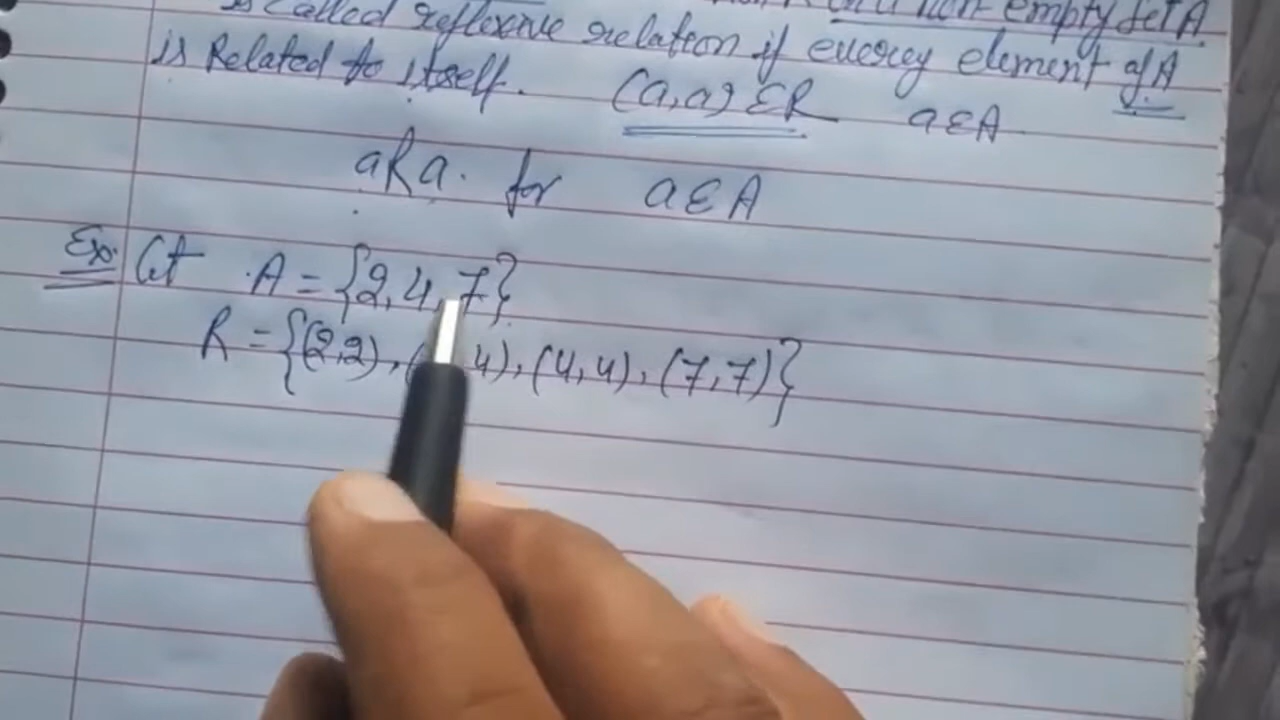 is called reflexive relation if every element of A
is Related to itself. (a,a) ∈ R a ∈ A
aRa. for a ∈ A
Ex: Let A = {2,4,7}
R = {(2,2), ( 4), (4,4), (7,7)}